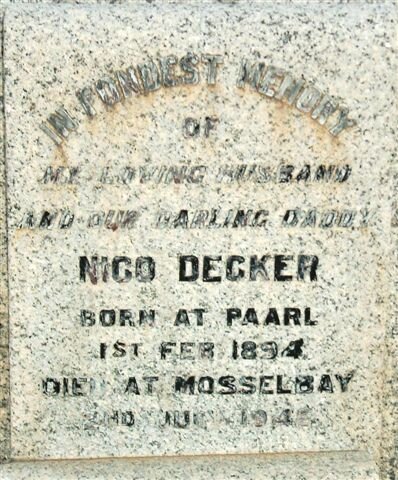 IN FONDEST MEMORY
OF
MY LOVING HUSBAND
AND OUR DARLING DADDY
NICO DECKER
BORN AT PAARL
1ST FEB 1894
DIED AT MOSSELBAY
2ND